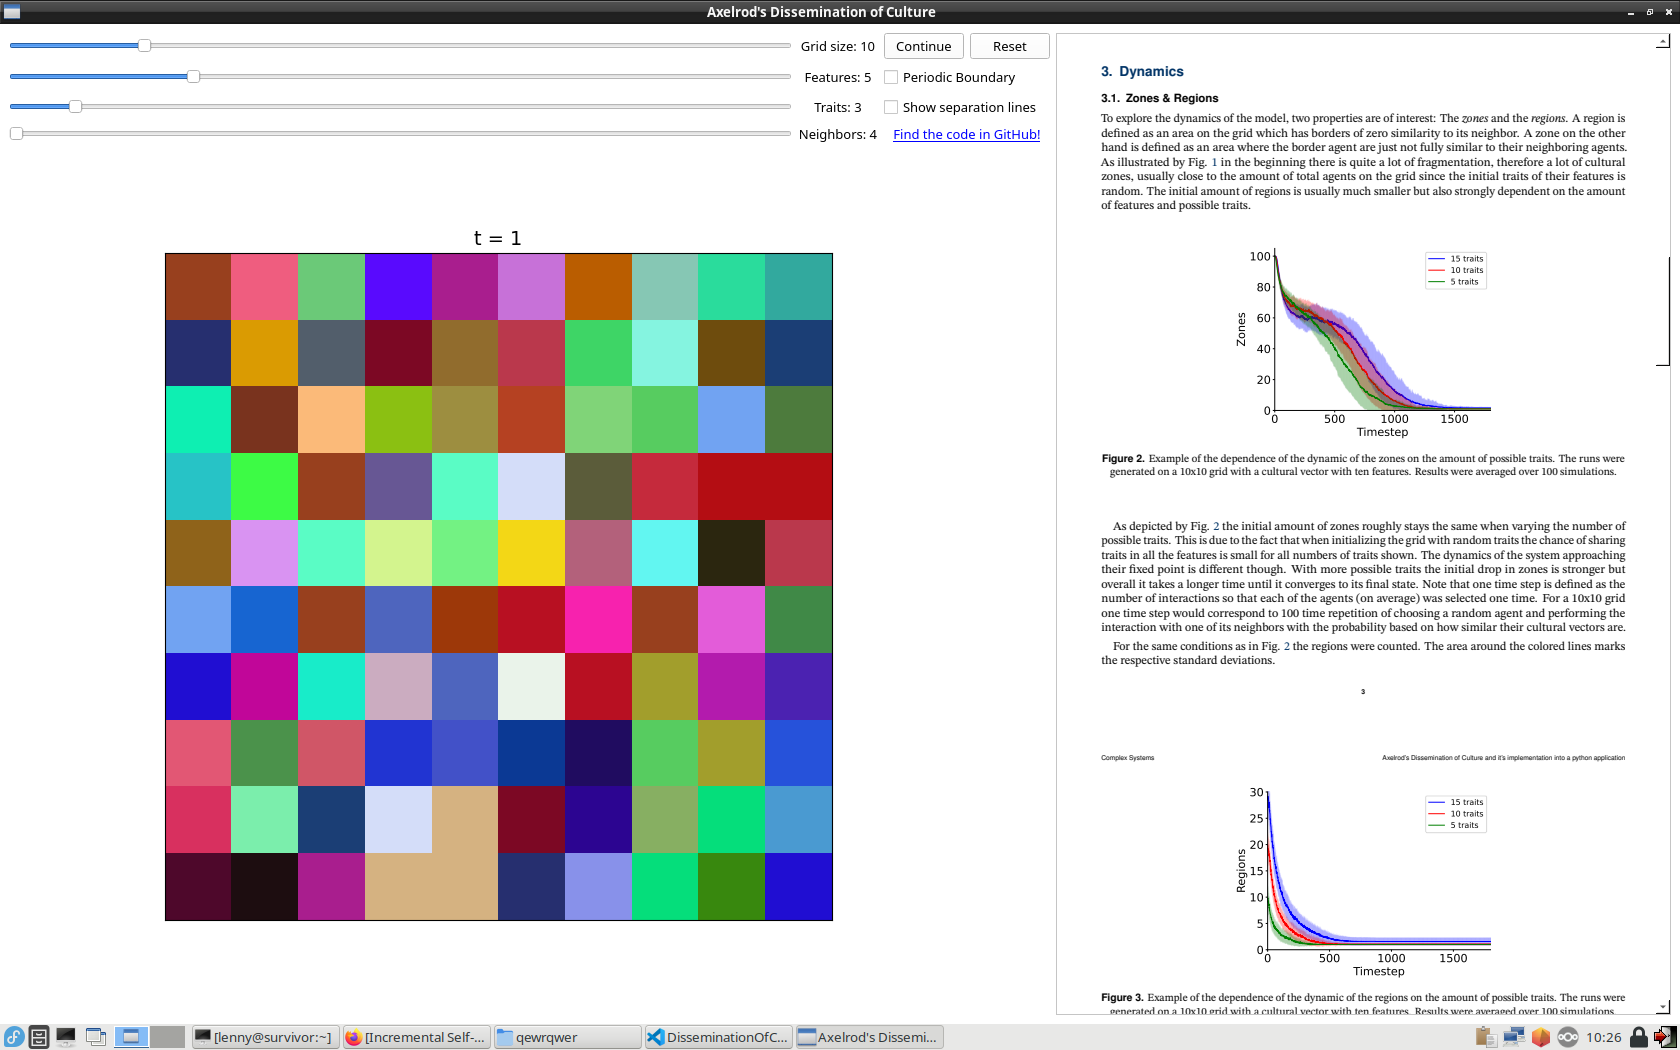 Axelrod's Dissemination of Culture
Grid size: 10
Continue
Reset
Features: 5
Periodic Boundary
Traits: 3
Show separation lines
Neighbors: 4
Find the code in GitHub!
t = 1
3. Dynamics
3.1. Zones & Regions
To explore the dynamics of the model, two properties are of interest: The zones and the regions. A region is
defined as an area on the grid which has borders of zero similarity to its neighbor. A zone on the other
hand is defined as an area where the border agent are just not fully similar to their neighboring agents.
As illustrated by Fig. 1 in the beginning there is quite a lot of fragmentation, therefore a lot of cultural
zones, usually close to the amount of total agents on the grid since the initial traits of their features is
random. The initial amount of regions is usually much smaller but also strongly dependent on the amount
of features and possible traits.
100
80
60
40
20
0
Zones
15 traits
10 traits
5 traits
0
500
1000
1500
Timestep
Figure 2. Example of the dependence of the dynamic of the zones on the amount of possible traits. The runs were
generated on a 10x10 grid with a cultural vector with ten features. Results were averaged over 100 simulations.
As depicted by Fig. 2 the initial amount of zones roughly stays the same when varying the number of
possible traits. This is due to the fact that when initializing the grid with random traits the chance of sharing
traits in all the features is small for all numbers of traits shown. The dynamics of the system approaching
their fixed point is different though. With more possible traits the initial drop in zones is stronger but
overall it takes a longer time until it converges to its final state. Note that one time step is defined as the
number of interactions so that each of the agents (on average) was selected one time. For a 10x10 grid
one time step would correspond to 100 time repetition of choosing a random agent and performing the
interaction with one of its neighbors with the probability based on how similar their cultural vectors are.
For the same conditions as in Fig. 2 the regions were counted. The area around the colored lines marks
the respective standard deviations.
3
Complex Systems
Axelrod's Dissemination of Culture and it's implementation into a python application
30
25
20
15
10
5
0
Regions
15 traits
10 traits
5 traits
0
500
1000
1500
Timestep
Figure 3. Example of the dependence of the dynamic of the regions on the amount of possible traits. The runs were
generated on a 10x10 grid with a cultural vector with ten features. Results were averaged over 100 simulations.
[lenny@survivor:~]
[Incremental Self-...
qewrqwer
DisseminationOfC...
Axelrod's Dissemi...
10:26